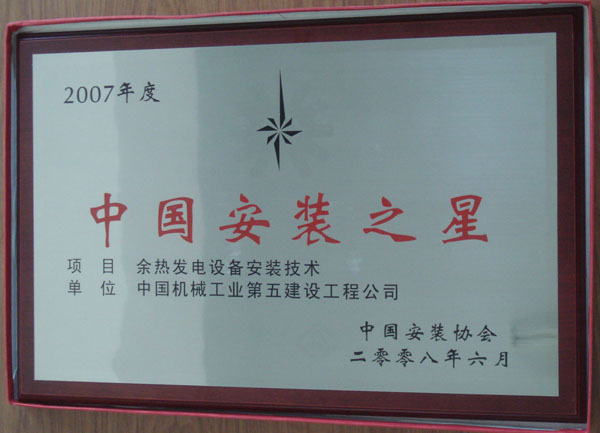 2007年度
中国安装之星
项 目 余热发电设备安装技术
单 位 中国机械工业第五建设工程公司
中国安装协会
二零零八年六月